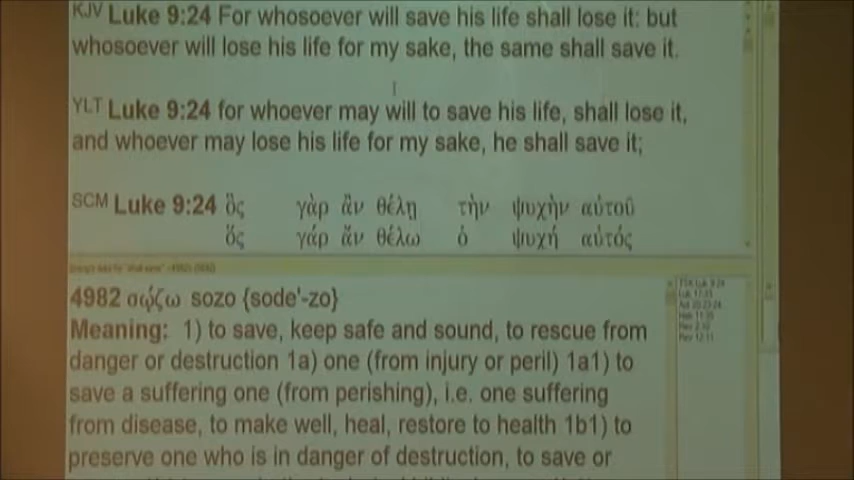 KJV Luke 9:24 For whosoever will save his life shall lose it: but
whosoever will lose his life for my sake, the same shall save it.
YLT Luke 9:24 for whoever may will to save his life, shall lose it,
and whoever may lose his life for my sake, he shall save it;
SCM Luke 9:24 ὃς γὰρ ἂν θέλῃ τὴν ψυχὴν αὐτοῦ
ὅς γάρ ἄν θέλω ὁ ψυχή αὐτός
4982 σῴζω sozo {sode'-zo}
Meaning: 1) to save, keep safe and sound, to rescue from
danger or destruction 1a) one (from injury or peril) 1a1) to
save a suffering one (from perishing), i.e. one suffering
from disease, to make well, heal, restore to health 1b1) to
preserve one who is in danger of destruction, to save or